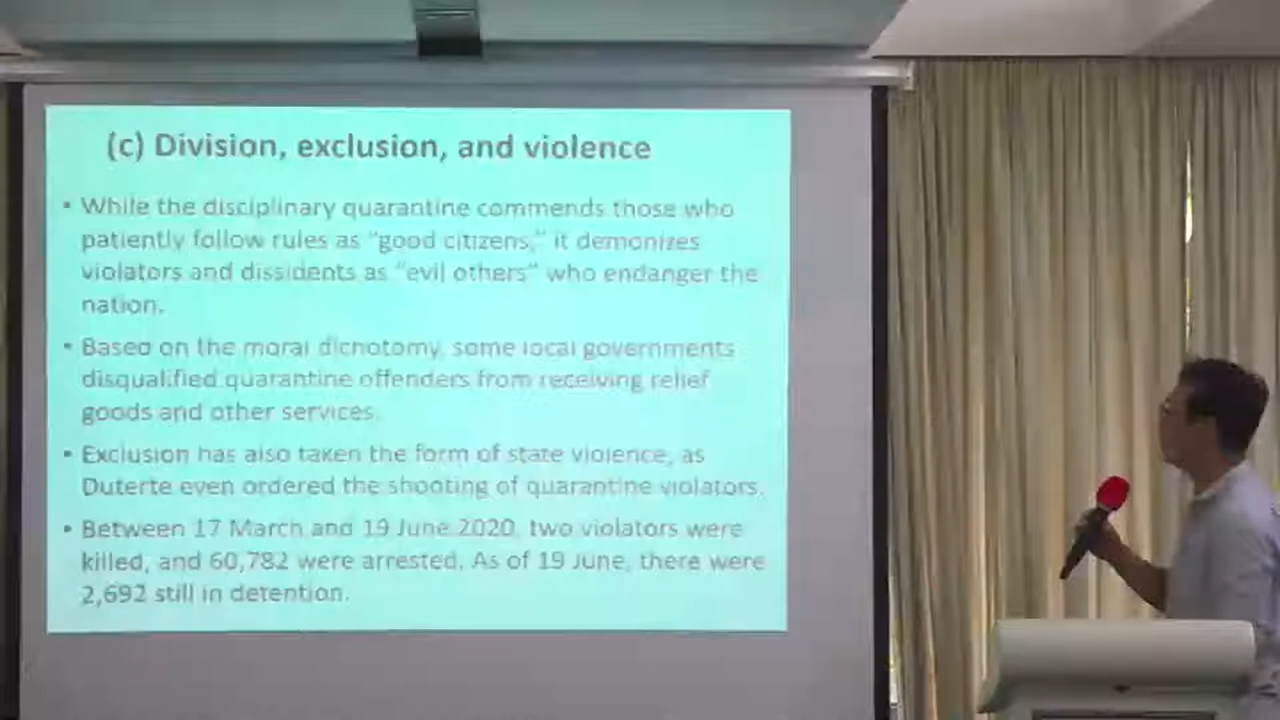 (c) Division, exclusion, and violence
• While the disciplinary quarantine commends those who
patiently follow rules as “good citizens,” it demonizes
violators and dissidents as “evil others” who endanger the
nation.
• Based on the moral dichotomy, some local governments
disqualified quarantine offenders from receiving relief
goods and other services.
• Exclusion has also taken the form of state violence, as
Duterte even ordered the shooting of quarantine violators.
• Between 17 March and 19 June 2020, two violators were
killed, and 60,782 were arrested. As of 19 June, there were
2,692 still in detention.